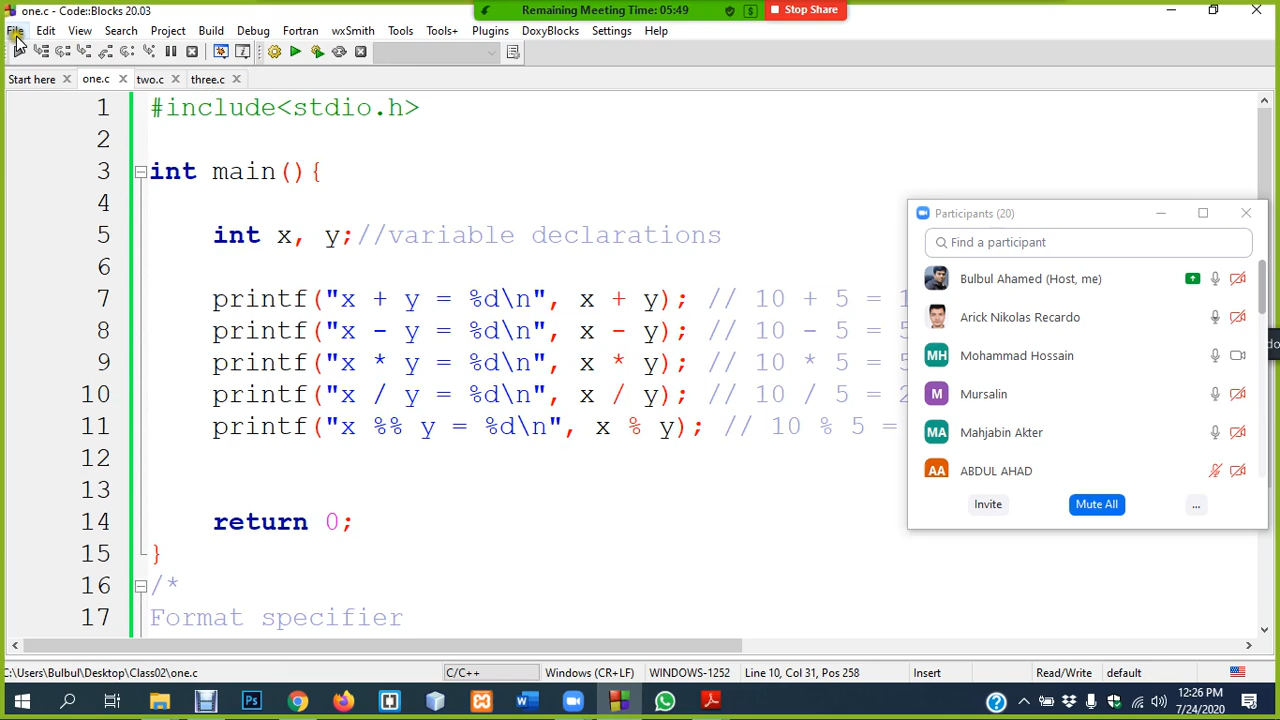 one.c - Code::Blocks 20.03
Remaining Meeting Time: 05:49
Stop Share
File Edit View Search Project Build Debug Fortran wxSmith Tools Tools+ Plugins DoxyBlocks Settings Help
Start here one.c two.c three.c
1 #include<stdio.h>
2
3 int main(){
4
5 int x, y;//variable declarations
6
7 printf("x + y = %d\n", x + y); // 10 + 5 = 1
8 printf("x - y = %d\n", x - y); // 10 - 5 = 5
9 printf("x * y = %d\n", x * y); // 10 * 5 = 5
10 printf("x / y = %d\n", x / y); // 10 / 5 = 2
11 printf("x %% y = %d\n", x % y); // 10 % 5 =
12
13
14 return 0;
15 }
16 /*
17 Format specifier
Participants (20)
Find a participant
Bulbul Ahamed (Host, me)
Arick Nikolas Recardo
MH Mohammad Hossain
M Mursalin
MA Mahjabin Akter
AA ABDUL AHAD
Invite Mute All ...
C:\Users\Bulbul\Desktop\Class02\one.c C/C++ Windows (CR+LF) WINDOWS-1252 Line 10, Col 31, Pos 258 Insert Read/Write default
12:26 PM
7/24/2020